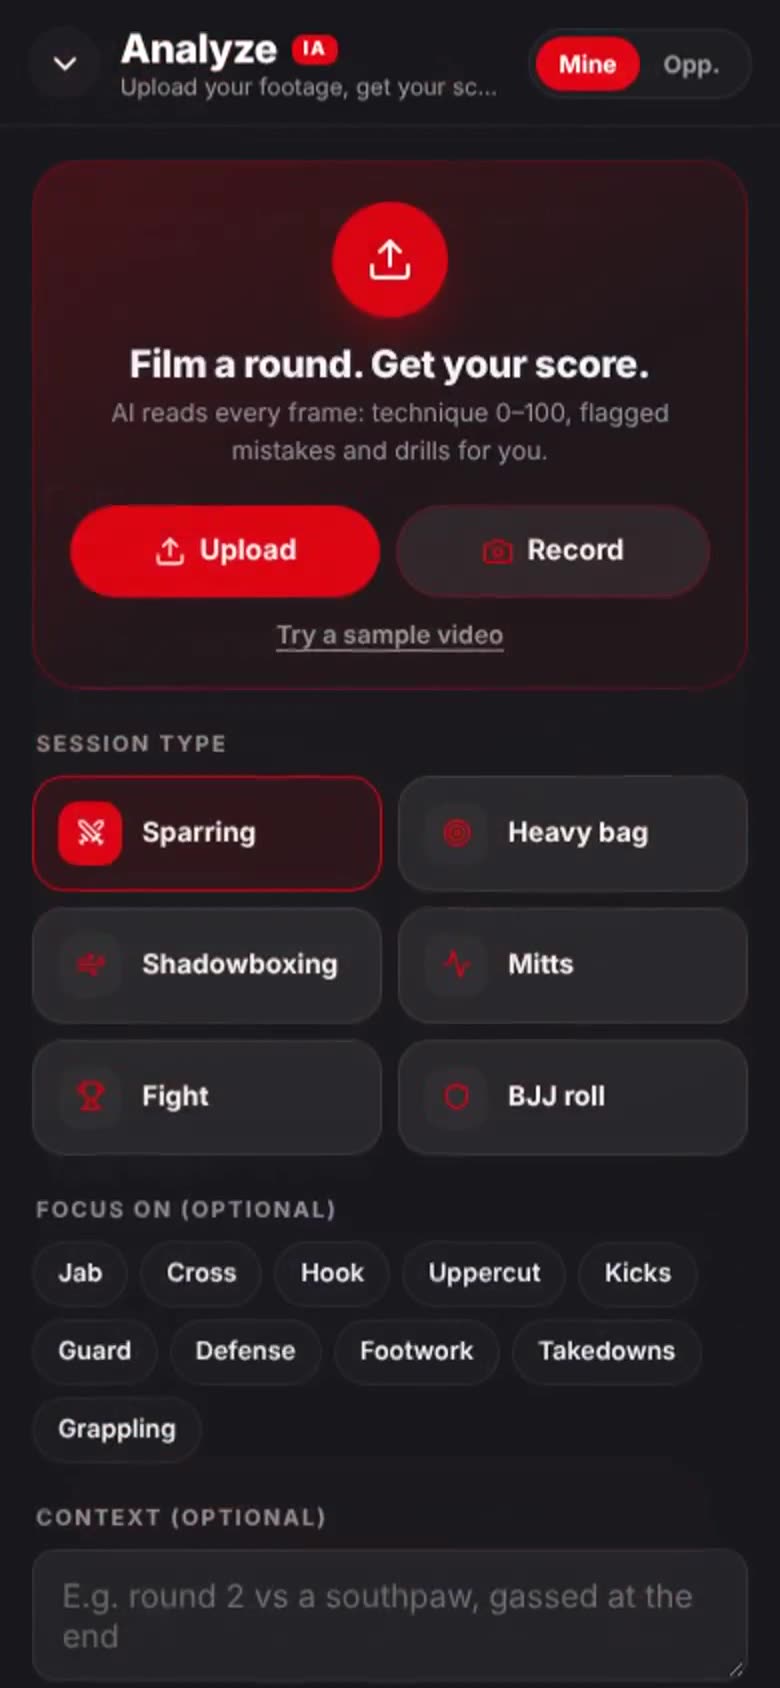 Analyze IA
Upload your footage, get your sc...
Mine Opp.
Film a round. Get your score.
AI reads every frame: technique 0–100, flagged
mistakes and drills for you.
Upload Record
Try a sample video
SESSION TYPE
Sparring Heavy bag
Shadowboxing Mitts
Fight BJJ roll
FOCUS ON (OPTIONAL)
Jab Cross Hook Uppercut Kicks
Guard Defense Footwork Takedowns
Grappling
CONTEXT (OPTIONAL)
E.g. round 2 vs a southpaw, gassed at the
end